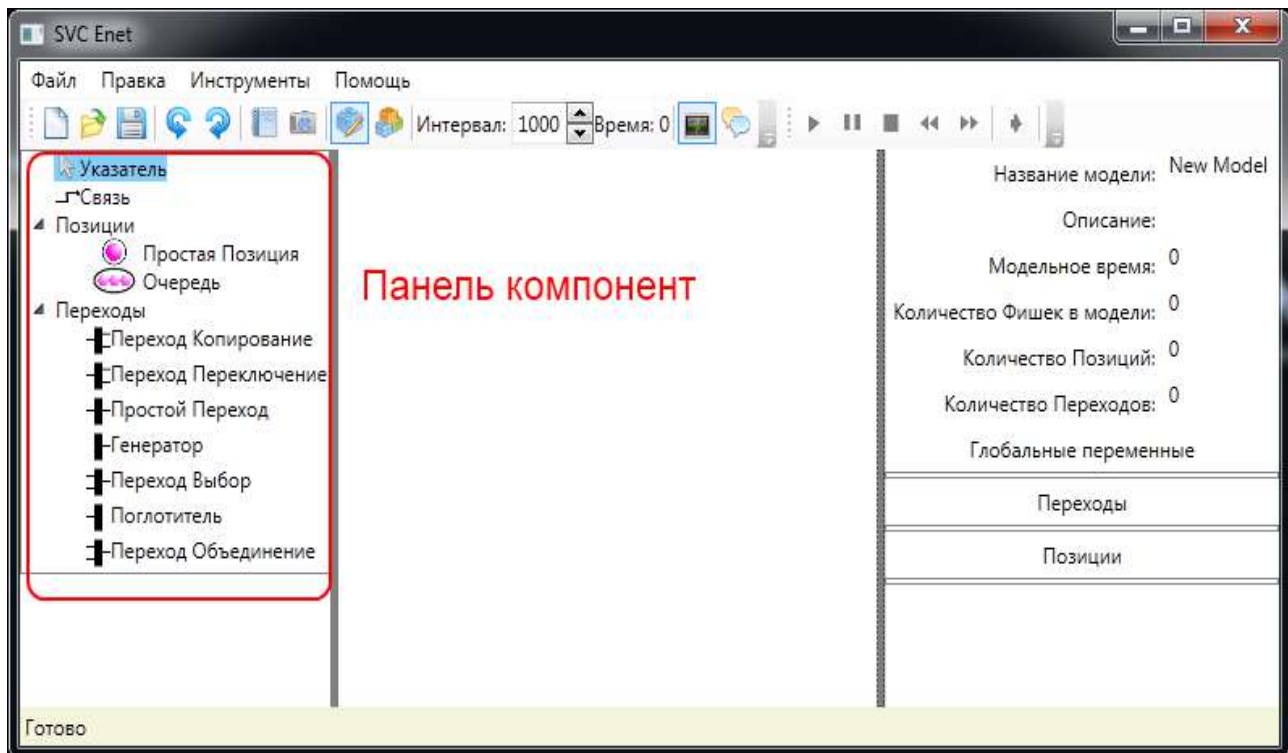 SVC Enet
Файл Правка Инструменты Помощь
Интервал: 1000 Время: 0
Указатель
Связь
Позиции
Простая Позиция
Очередь
Переходы
Переход Копирование
Переход Переключение
Простой Переход
Генератор
Переход Выбор
Поглотитель
Переход Объединение
Панель компонент
Название модели: New Model
Описание:
Модельное время: 0
Количество Фишек в модели: 0
Количество Позиций: 0
Количество Переходов: 0
Глобальные переменные
Переходы
Позиции
Готово